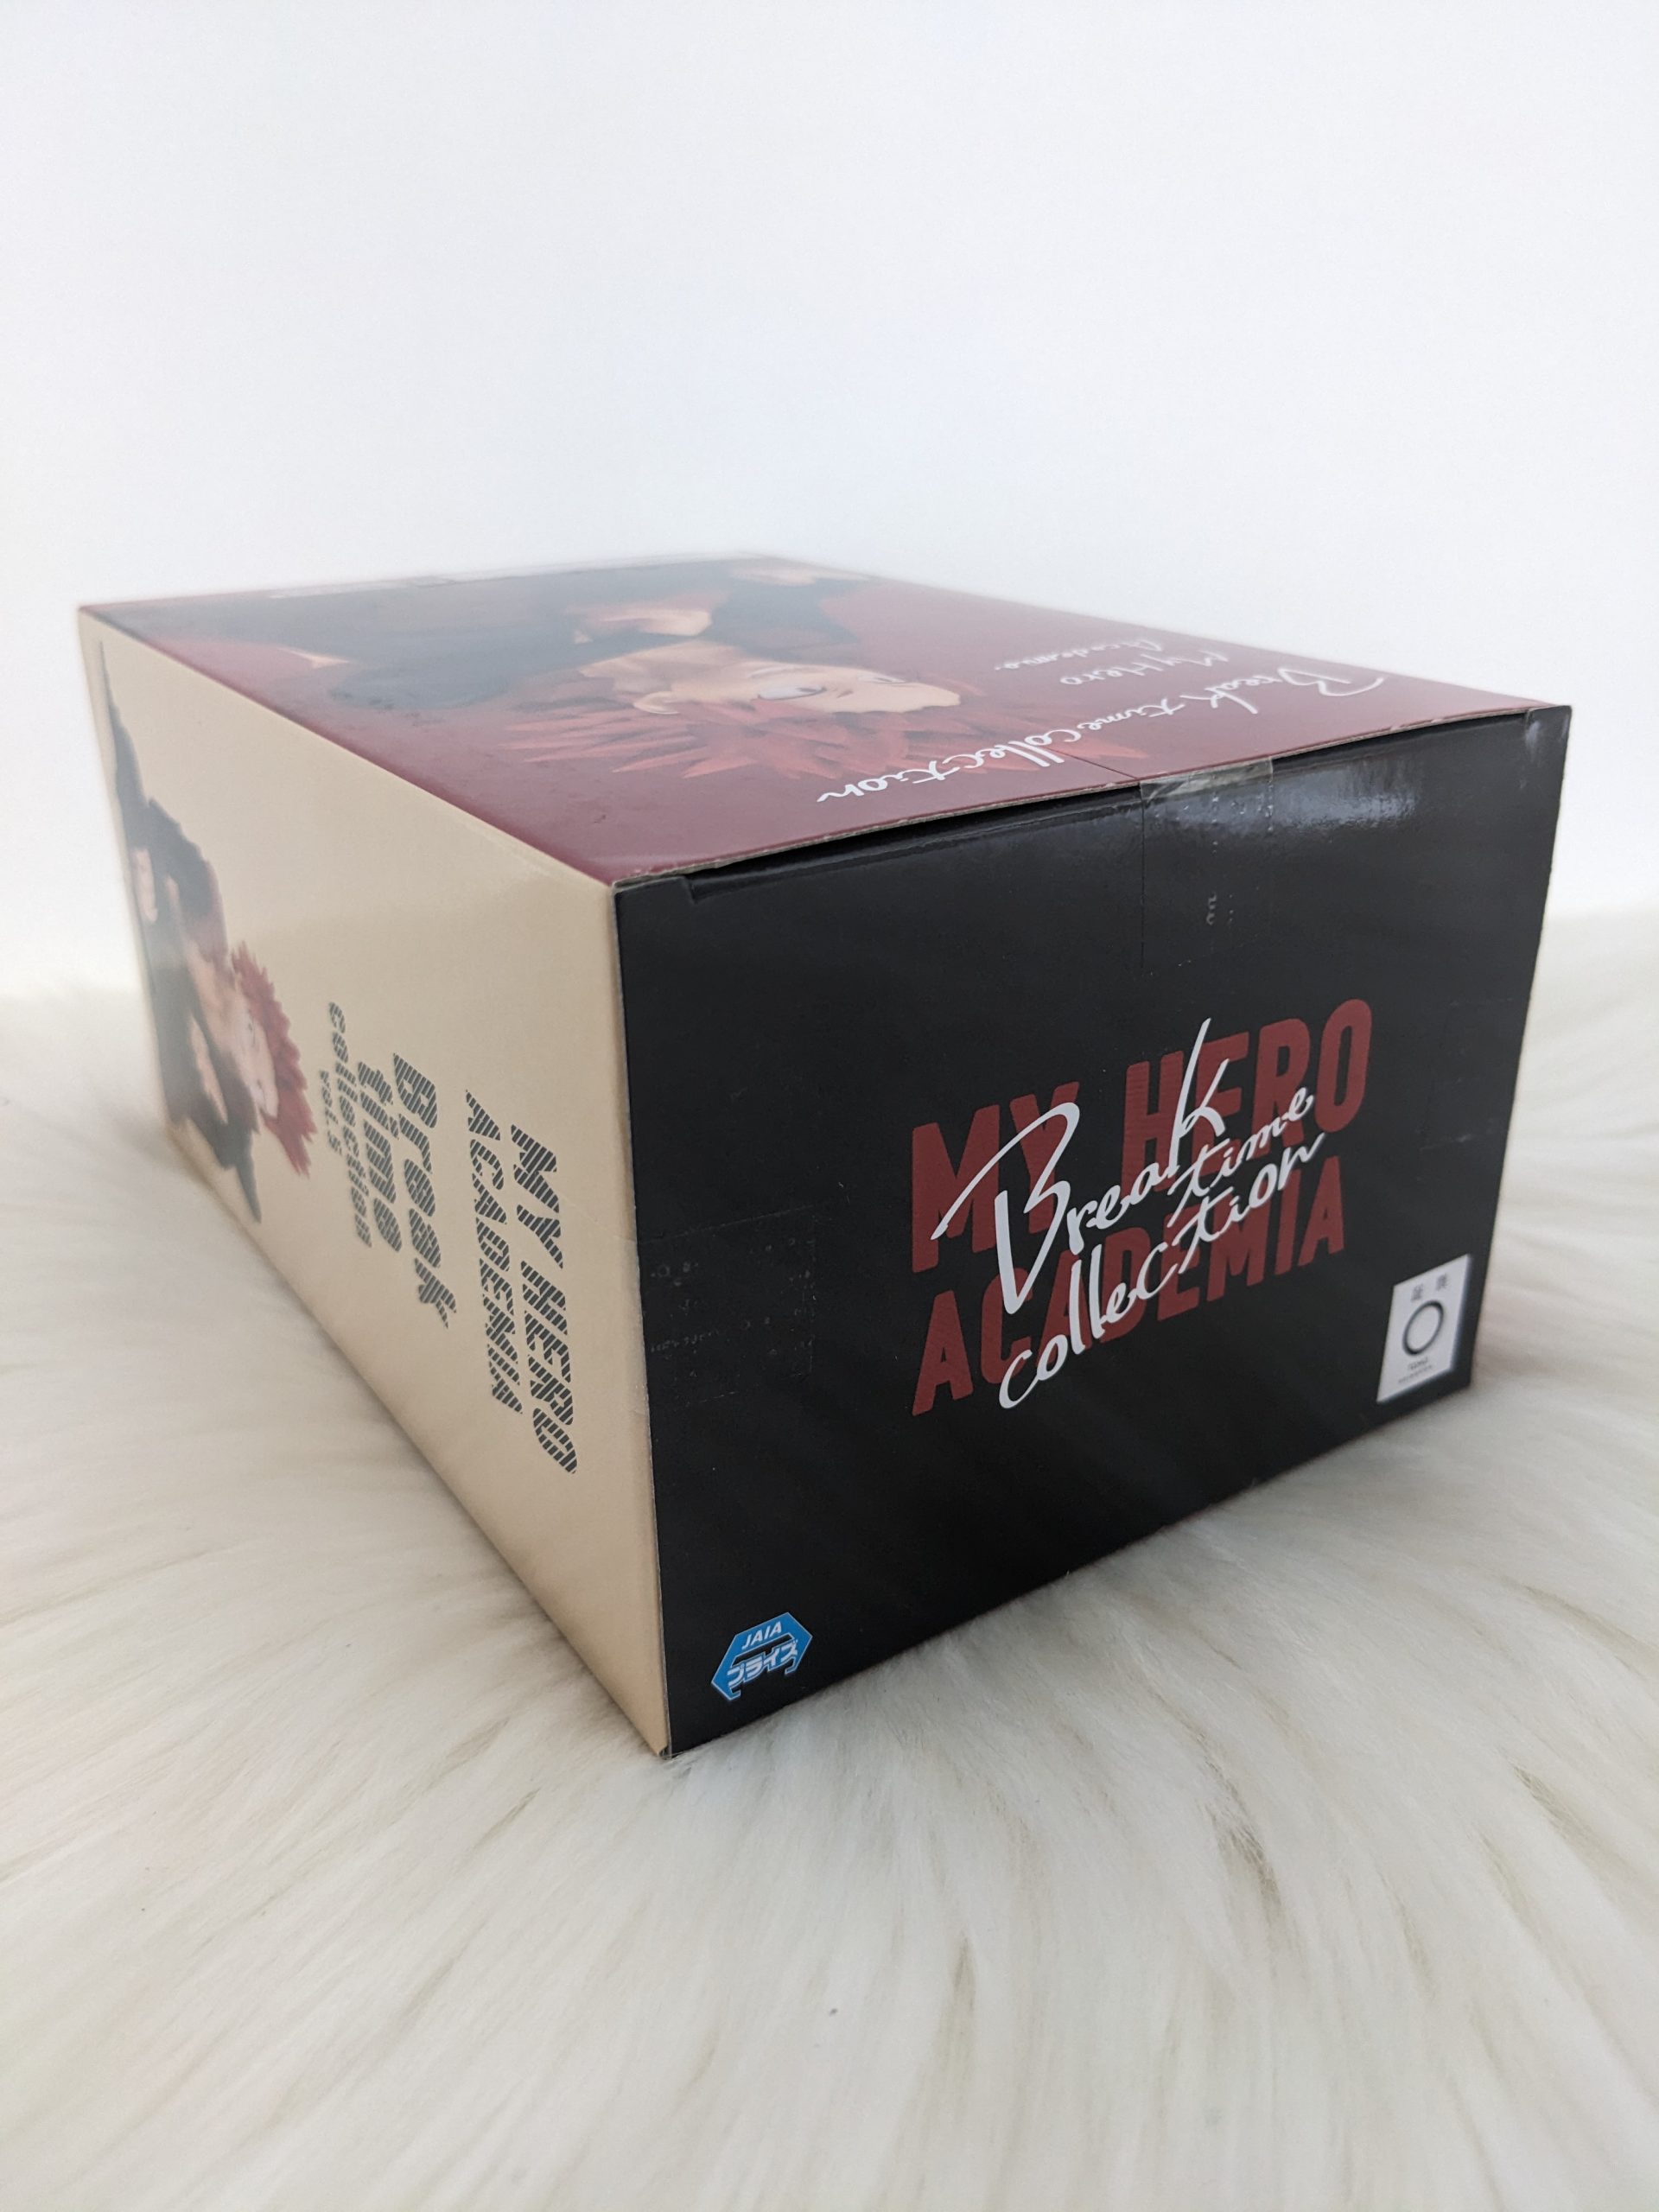 Break time collection
My Hero
Academia
MY HERO
ACADEMIA
Break
time
collection
MY HERO
ACADEMIA
Break
time
collection
JAIA
プライズ